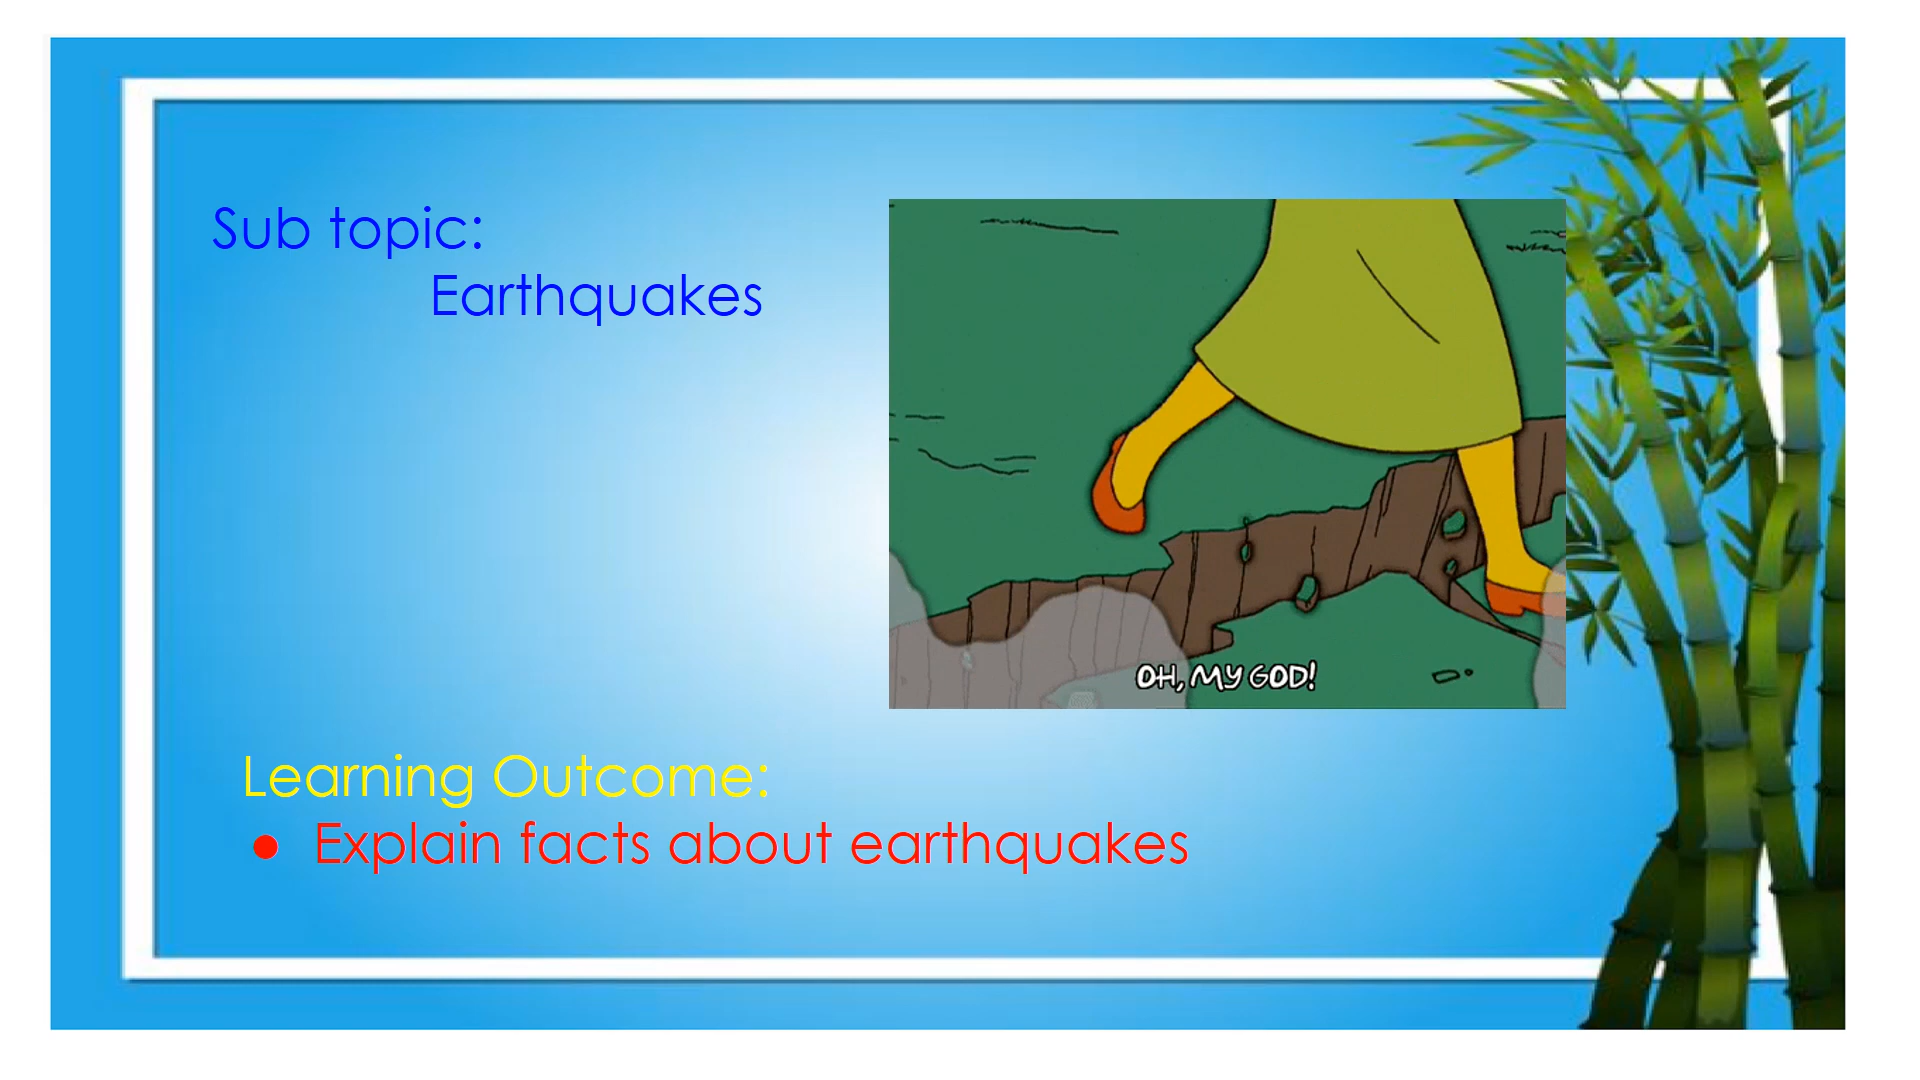 Sub topic:
Earthquakes
OH, MY GOD!
Learning Outcome:
● Explain facts about earthquakes